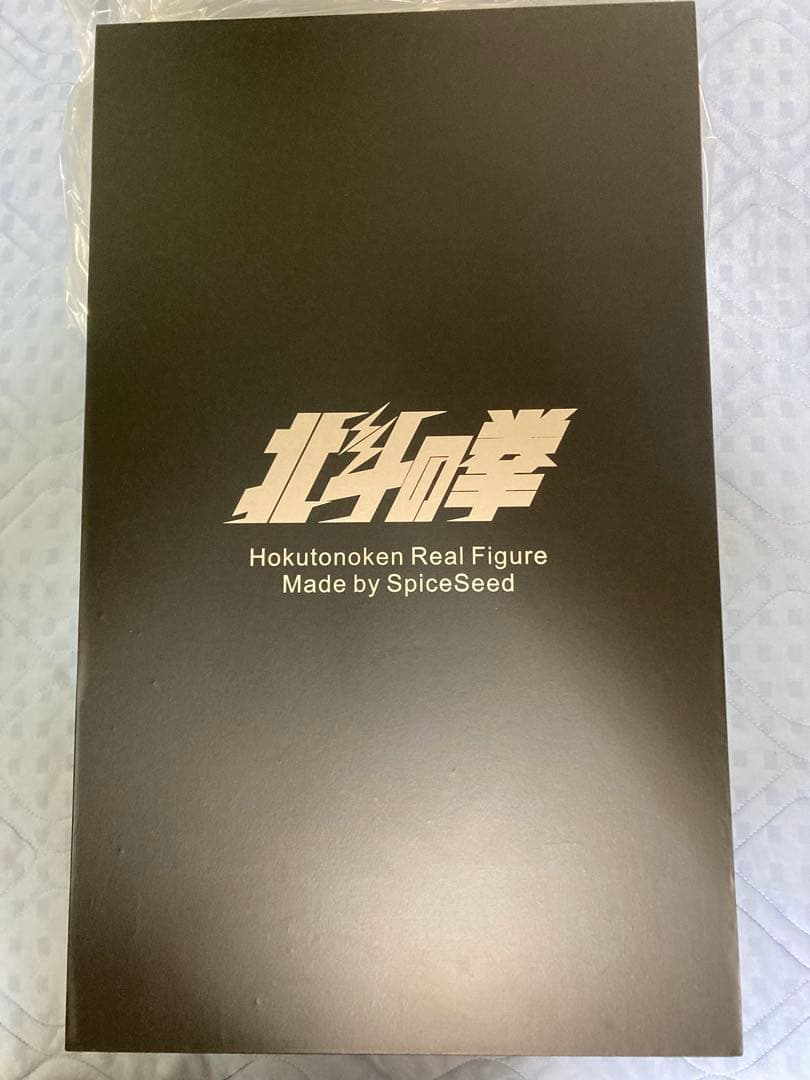 北斗の拳
Hokutonoken Real Figure
Made by SpiceSeed